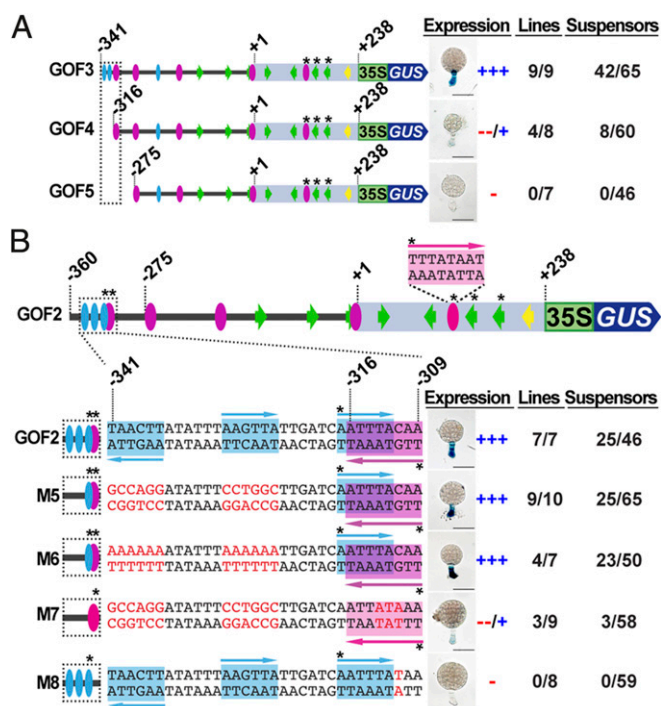 A
Expression Lines Suspensors
-341 +1 +238
GOF3 *** 35S GUS +++ 9/9 42/65
-316 +1 +238
GOF4 *** 35S GUS --/+ 4/8 8/60
-275 +1 +238
GOF5 *** 35S GUS - 0/7 0/46
B
*
TTTATAAT
AAATATTA
-360 ** -275 +1 * * * +238
GOF2 35S GUS
-341 -316 -309
Expression Lines Suspensors
** *
GOF2 TAACTTATATTTAAGTTATTGATCAATTTACAA +++ 7/7 25/46
ATTGAATATAAATTCAATAACTAGTTAAATGTT
*
** *
M5 GCCAGGATATTTCCTGGCTTGATCAATTTACAA +++ 9/10 25/65
CGGTCCTATAAAGGACCGAACTAGTTAAATGTT
*
** *
M6 AAAAAAATATTTAAAAAATTGATCAATTTACAA +++ 4/7 23/50
TTTTTTTATAAATTTTTTAACTAGTTAAATGTT
*
*
M7 GCCAGGATATTTCCTGGCTTGATCAATTATAAA --/+ 3/9 3/58
CGGTCCTATAAAGGACCGAACTAGTTAATATTT
*
* *
M8 TAACTTATATTTAAGTTATTGATCAATTTATAA - 0/8 0/59
ATTGAATATAAATTCAATAACTAGTTAAATATT